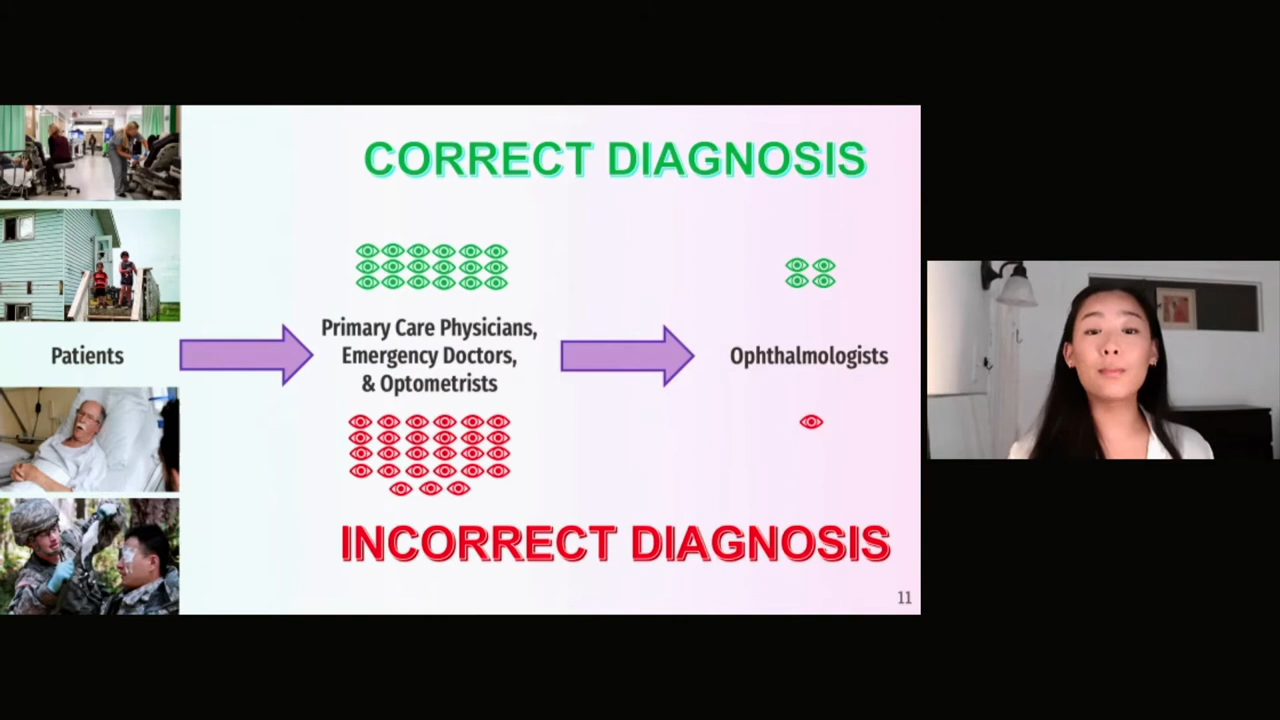 CORRECT DIAGNOSIS
Patients
Primary Care Physicians,
Emergency Doctors,
& Optometrists
Ophthalmologists
INCORRECT DIAGNOSIS
11